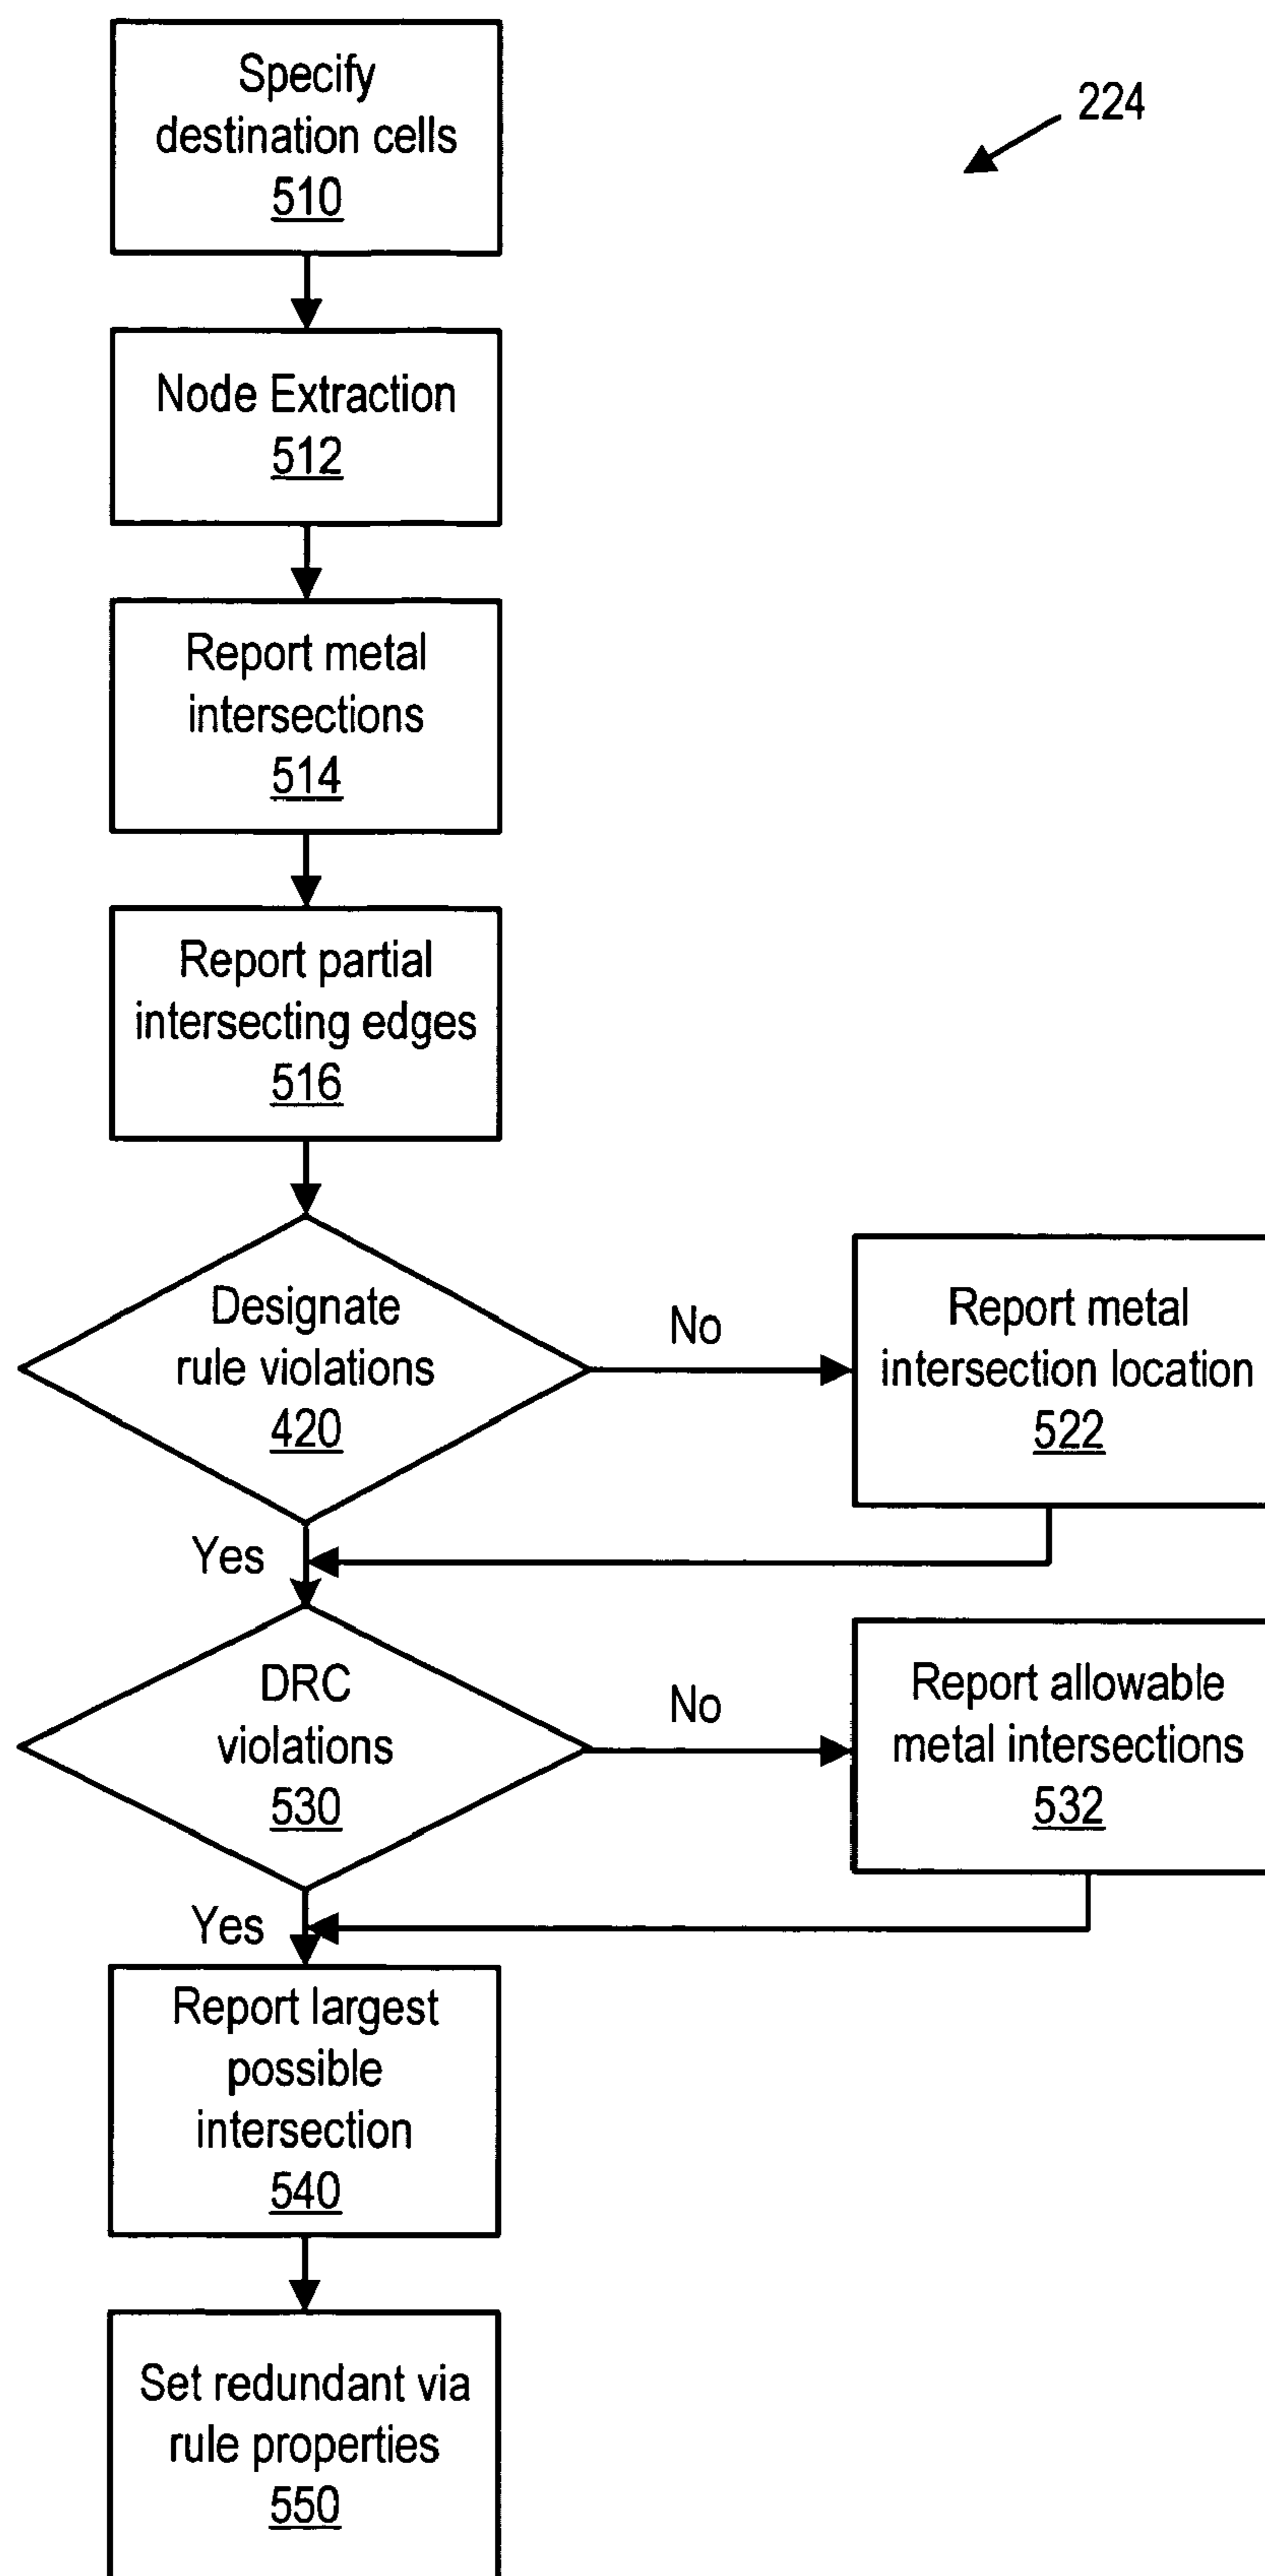 Specify
destination cells
510
224
Node Extraction
512
Report metal
intersections
514
Report partial
intersecting edges
516
Designate
rule violations
420
No
Report metal
intersection location
522
Yes
DRC
violations
530
No
Report allowable
metal intersections
532
Yes
Report largest
possible
intersection
540
Set redundant via
rule properties
550